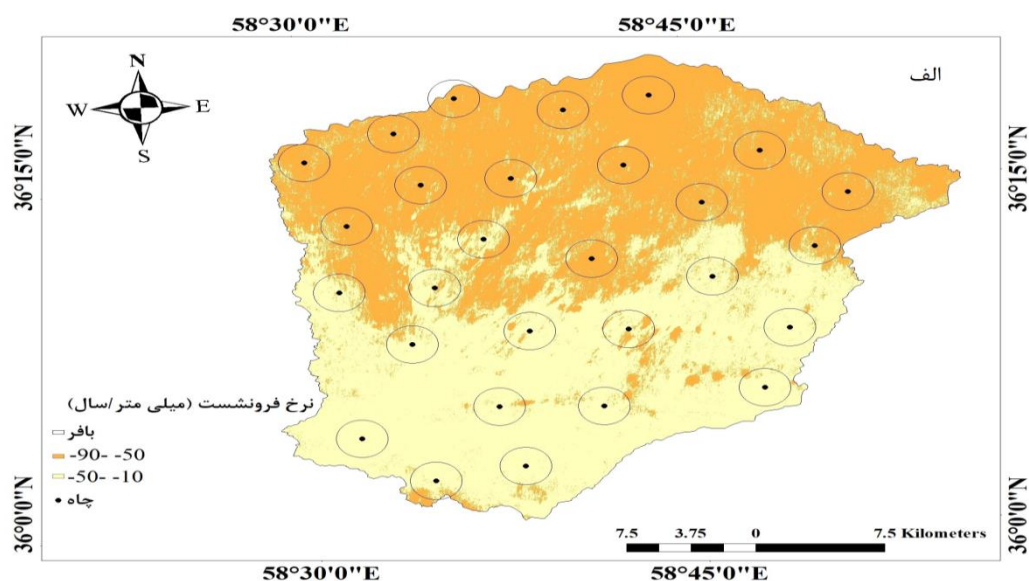 58°30'0"E
58°45'0"E
الف
N
W
E
S
36°15'0"N
36°15'0"N
نرخ فرونشست (میلی متر/سال)
بافر
-90- -50
-50- -10
چاه
36°0'0"N
36°0'0"N
7.5 3.75 0 7.5 Kilometers
58°30'0"E
58°45'0"E